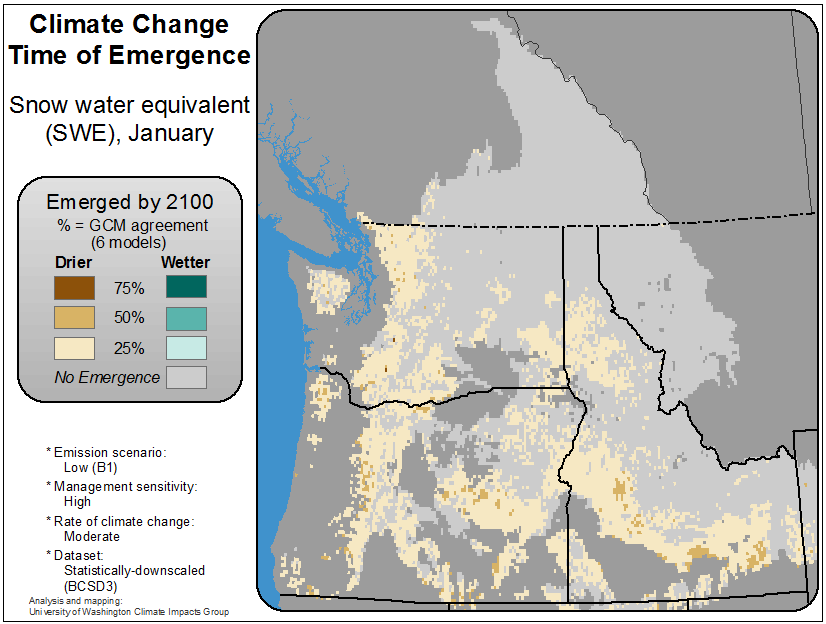 Climate Change
Time of Emergence
Snow water equivalent
(SWE), January
Emerged by 2100
% = GCM agreement
(6 models)
Drier Wetter
75%
50%
25%
No Emergence
* Emission scenario:
Low (B1)
* Management sensitivity:
High
* Rate of climate change:
Moderate
* Dataset:
Statistically-downscaled
(BCSD3)
Analysis and mapping:
University of Washington Climate Impacts Group